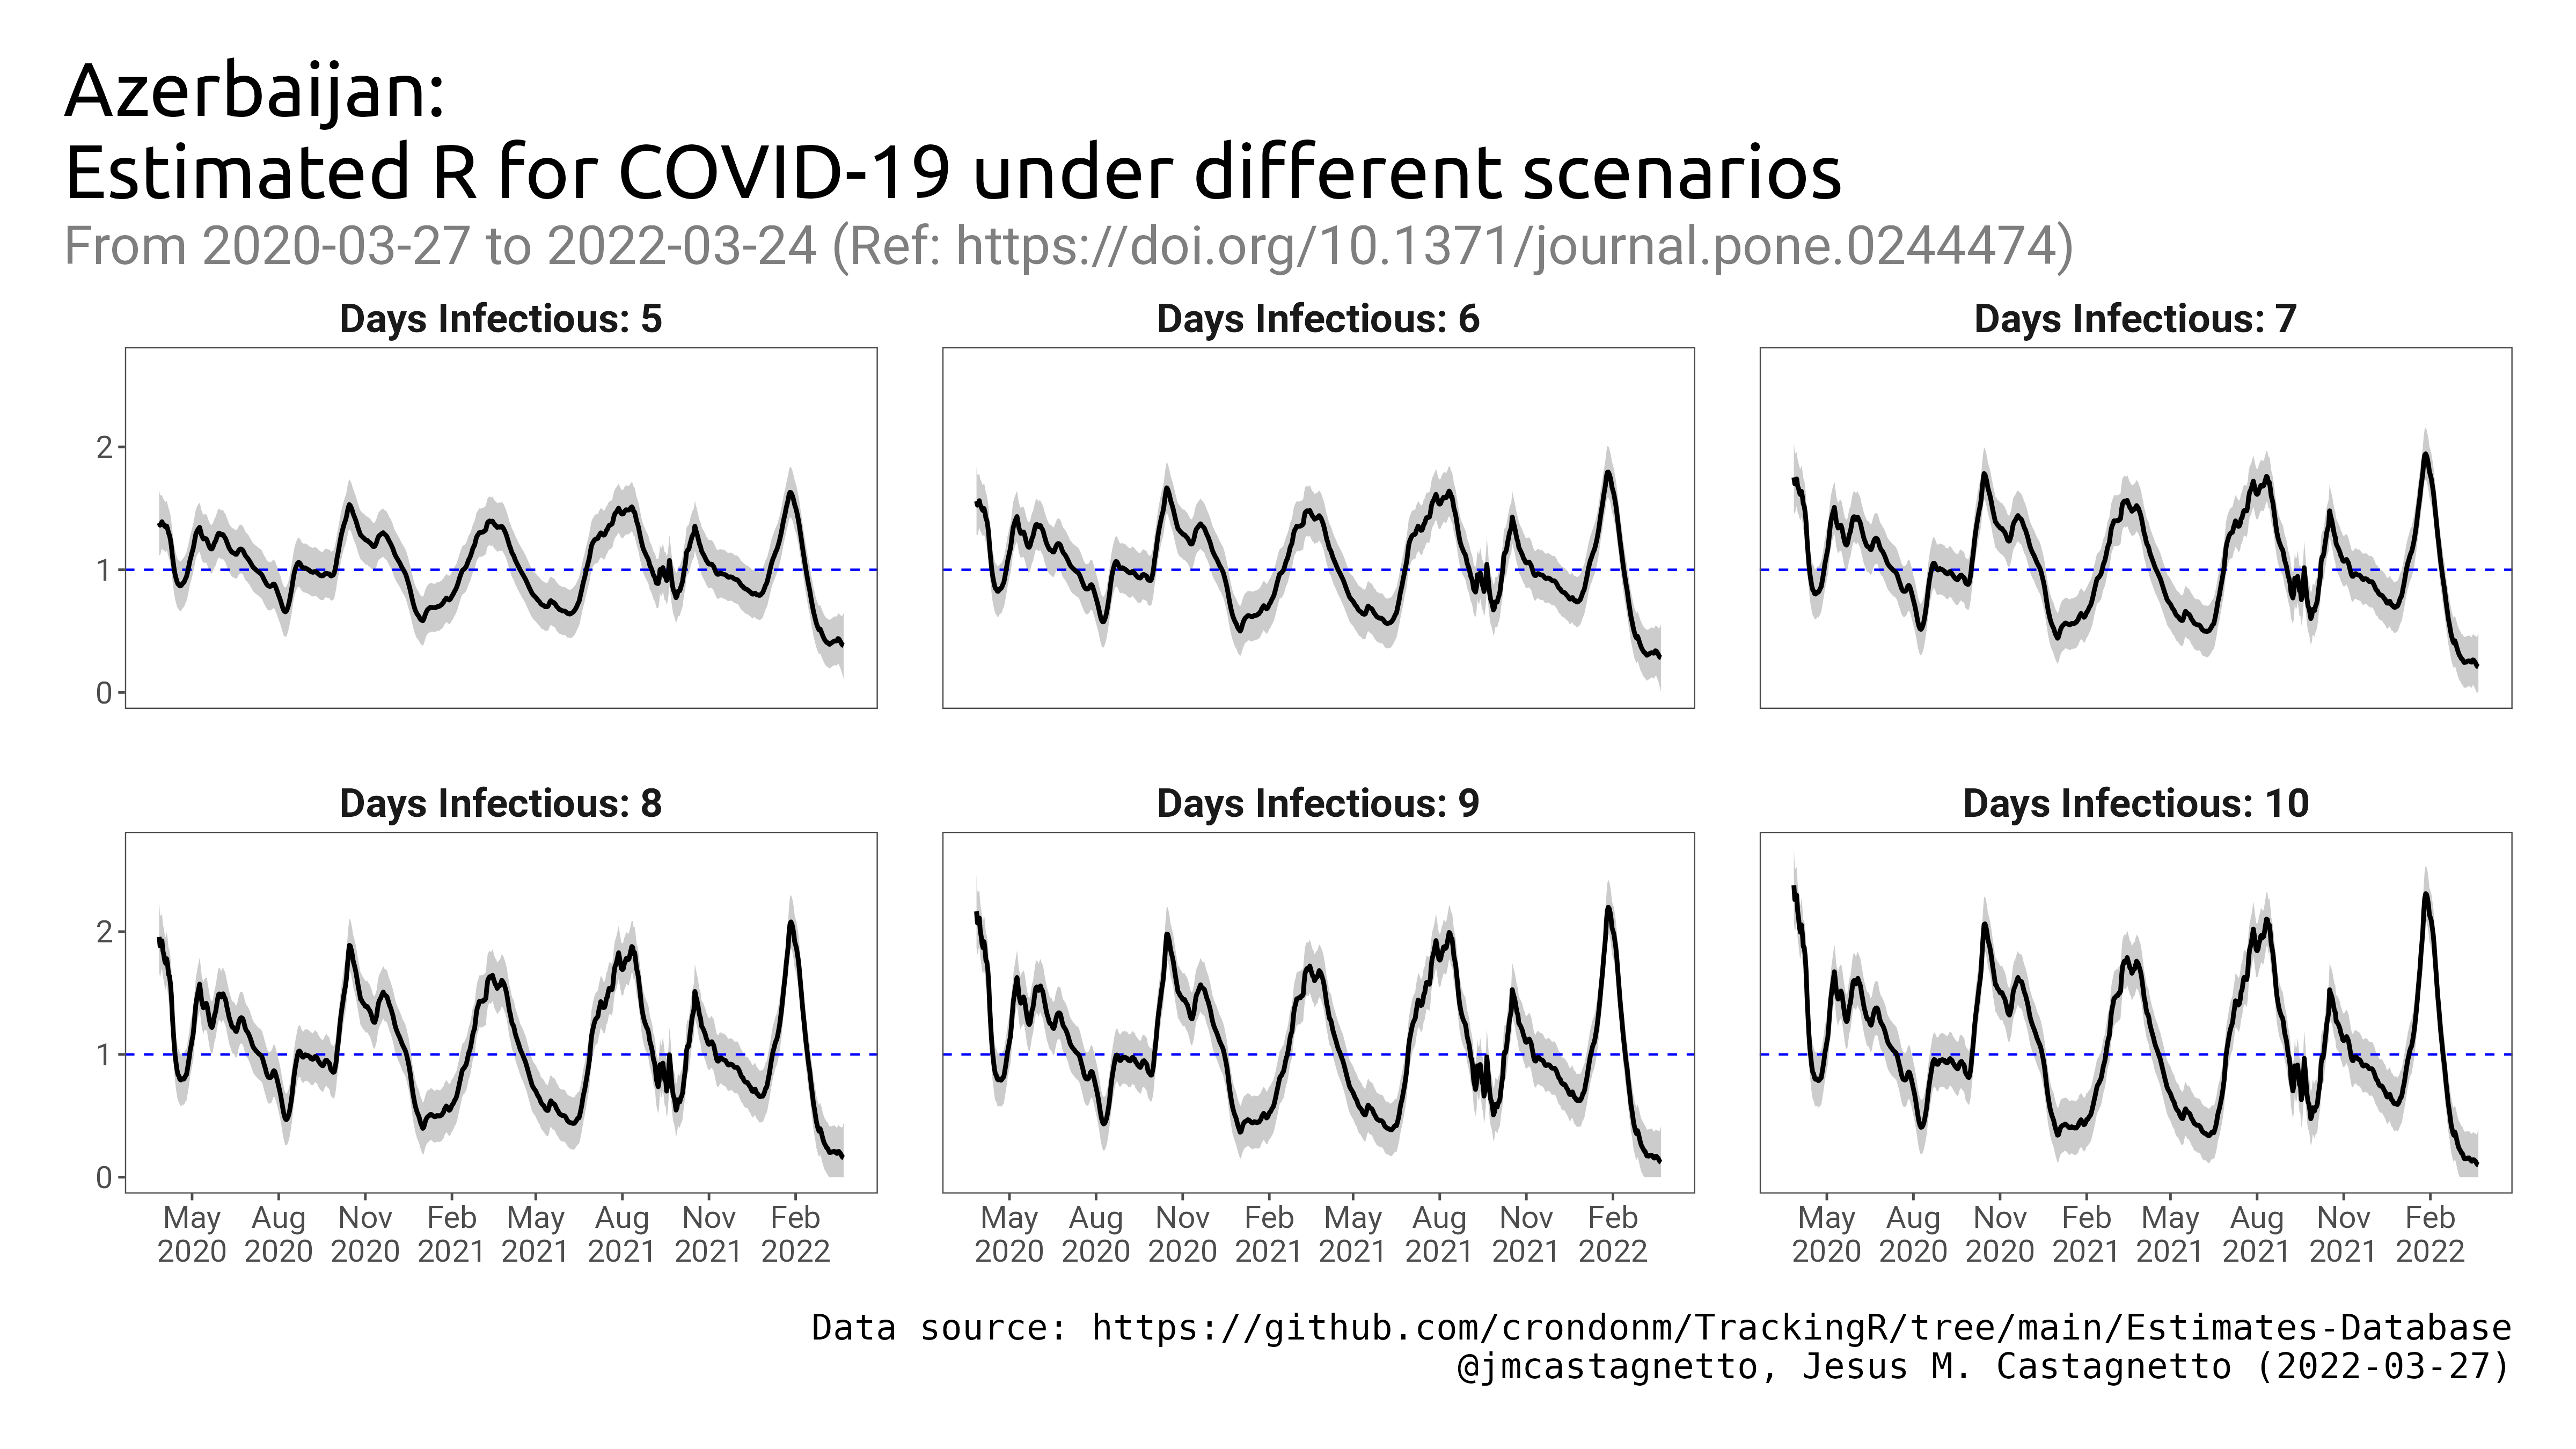 Azerbaijan:
Estimated R for COVID-19 under different scenarios
From 2020-03-27 to 2022-03-24 (Ref: https://doi.org/10.1371/journal.pone.0244474)
Days Infectious: 5
Days Infectious: 6
Days Infectious: 7
2
1
0
Days Infectious: 8
Days Infectious: 9
Days Infectious: 10
2
1
0
May Aug Nov Feb May Aug Nov Feb
2020 2020 2020 2021 2021 2021 2021 2022
May Aug Nov Feb May Aug Nov Feb
2020 2020 2020 2021 2021 2021 2021 2022
May Aug Nov Feb May Aug Nov Feb
2020 2020 2020 2021 2021 2021 2021 2022
Data source: https://github.com/crondonm/TrackingR/tree/main/Estimates-Database
@jmcastagnetto, Jesus M. Castagnetto (2022-03-27)